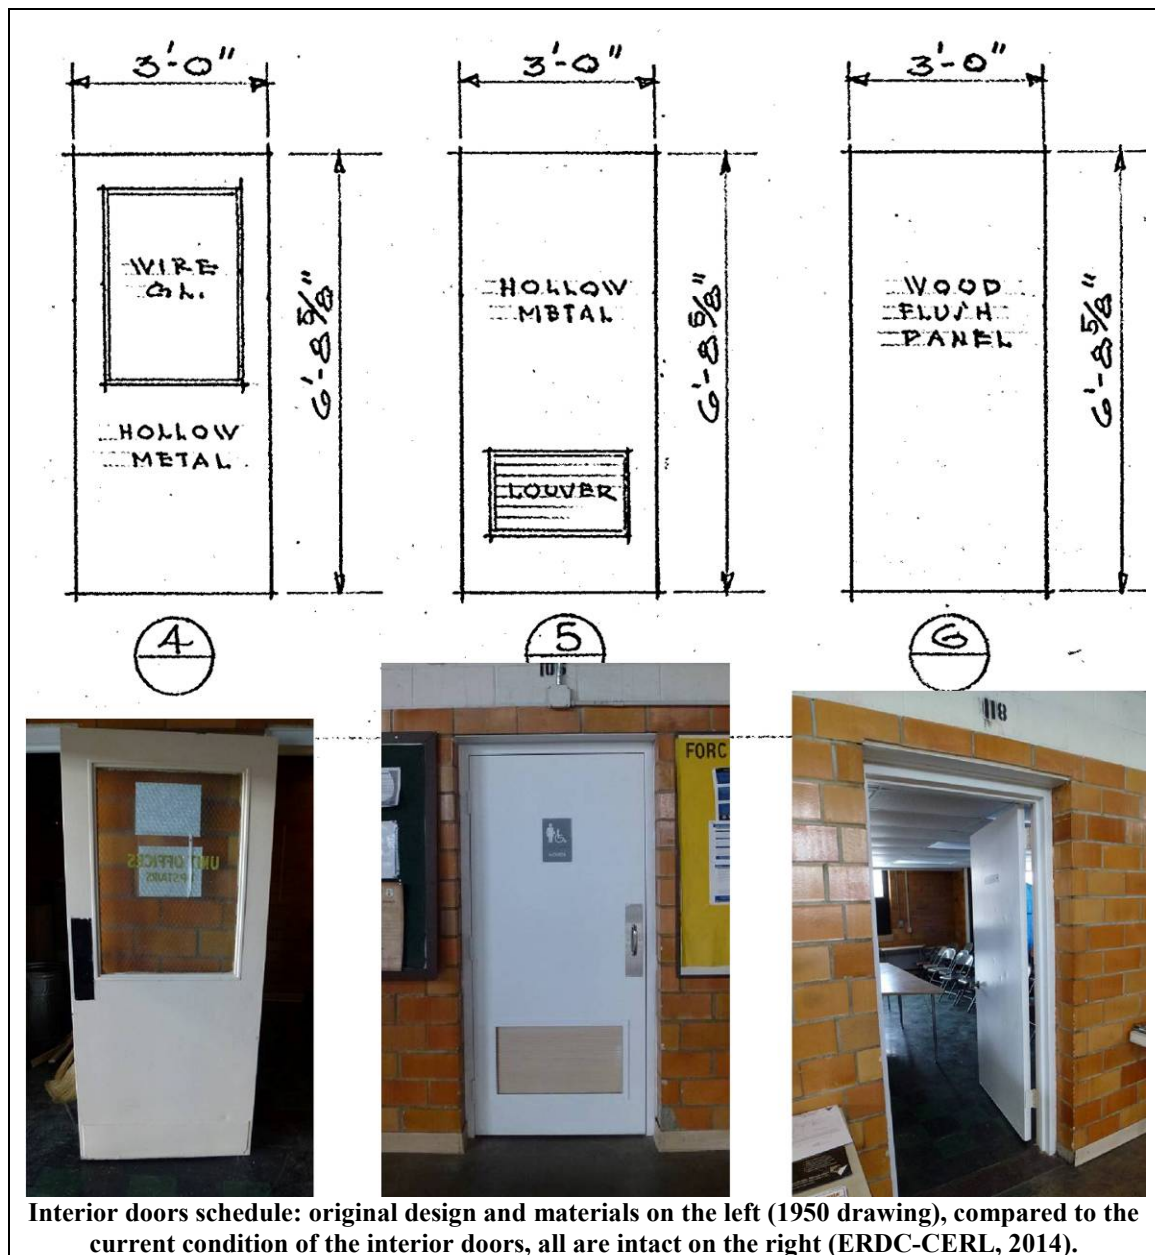 3'-0"
3'-0"
3'-0"
WIRE
GL.
HOLLOW
METAL
6'-8 5/8"
HOLLOW
METAL
LOUVER
6'-8 5/8"
WOOD
FLUSH
PANEL
6'-8 5/8"
4
5
6
UNIT OFFICES
UPSTAIRS
FORC
118
Interior doors schedule: original design and materials on the left (1950 drawing), compared to the
current condition of the interior doors, all are intact on the right (ERDC-CERL, 2014).